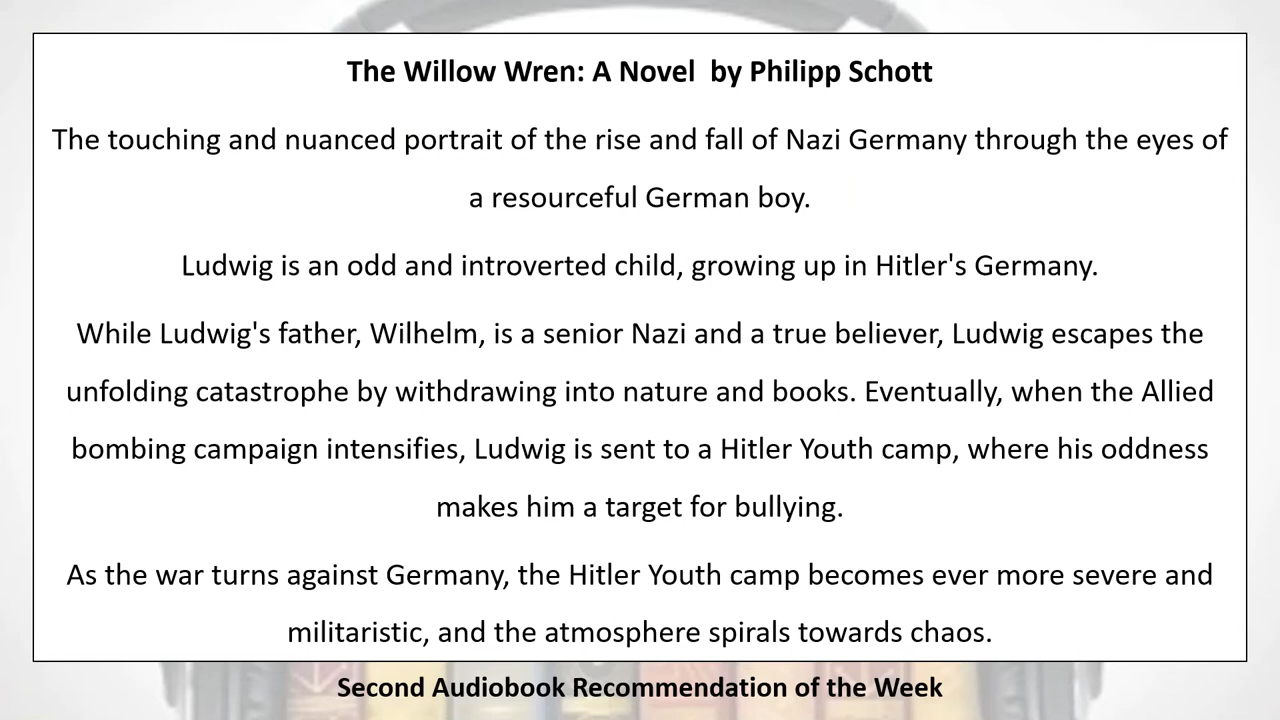 The Willow Wren: A Novel  by Philipp Schott
The touching and nuanced portrait of the rise and fall of Nazi Germany through the eyes of
a resourceful German boy.
Ludwig is an odd and introverted child, growing up in Hitler's Germany.
While Ludwig's father, Wilhelm, is a senior Nazi and a true believer, Ludwig escapes the
unfolding catastrophe by withdrawing into nature and books. Eventually, when the Allied
bombing campaign intensifies, Ludwig is sent to a Hitler Youth camp, where his oddness
makes him a target for bullying.
As the war turns against Germany, the Hitler Youth camp becomes ever more severe and
militaristic, and the atmosphere spirals towards chaos.
Second Audiobook Recommendation of the Week